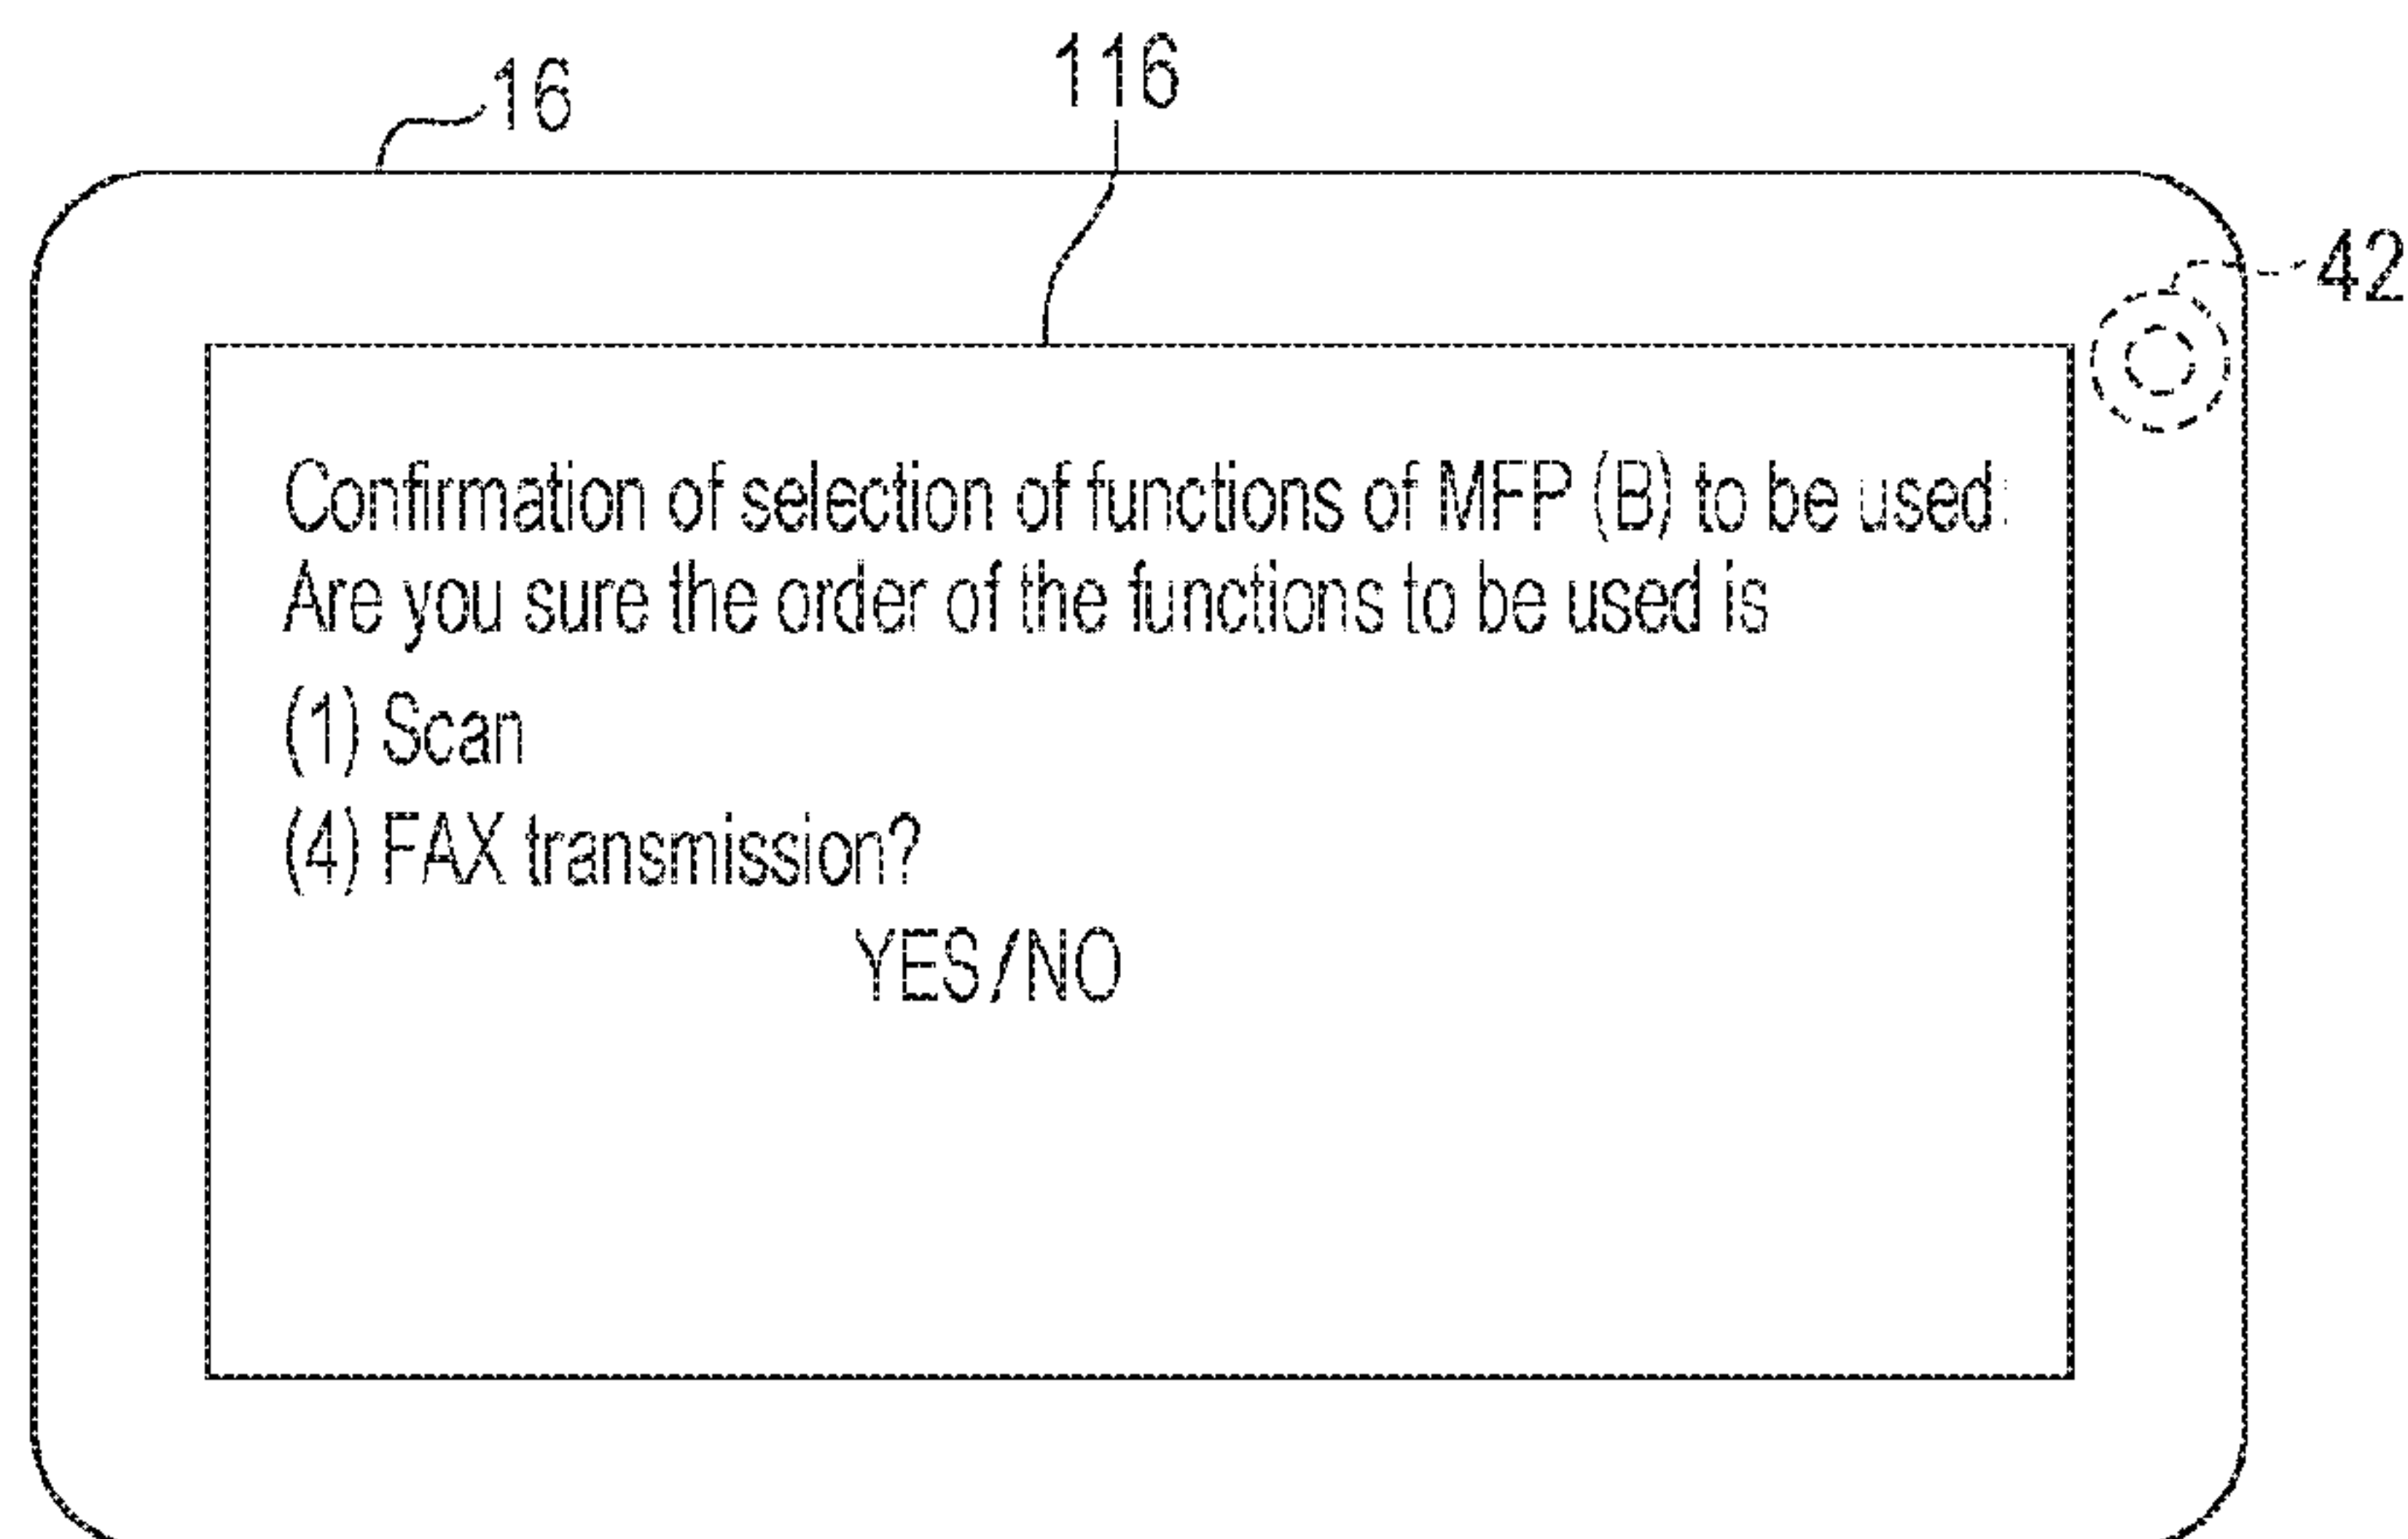 16
116
42
Confirmation of selection of functions of MFP (B) to be used:
Are you sure the order of the functions to be used is
(1) Scan
(4) FAX transmission?
YES/NO